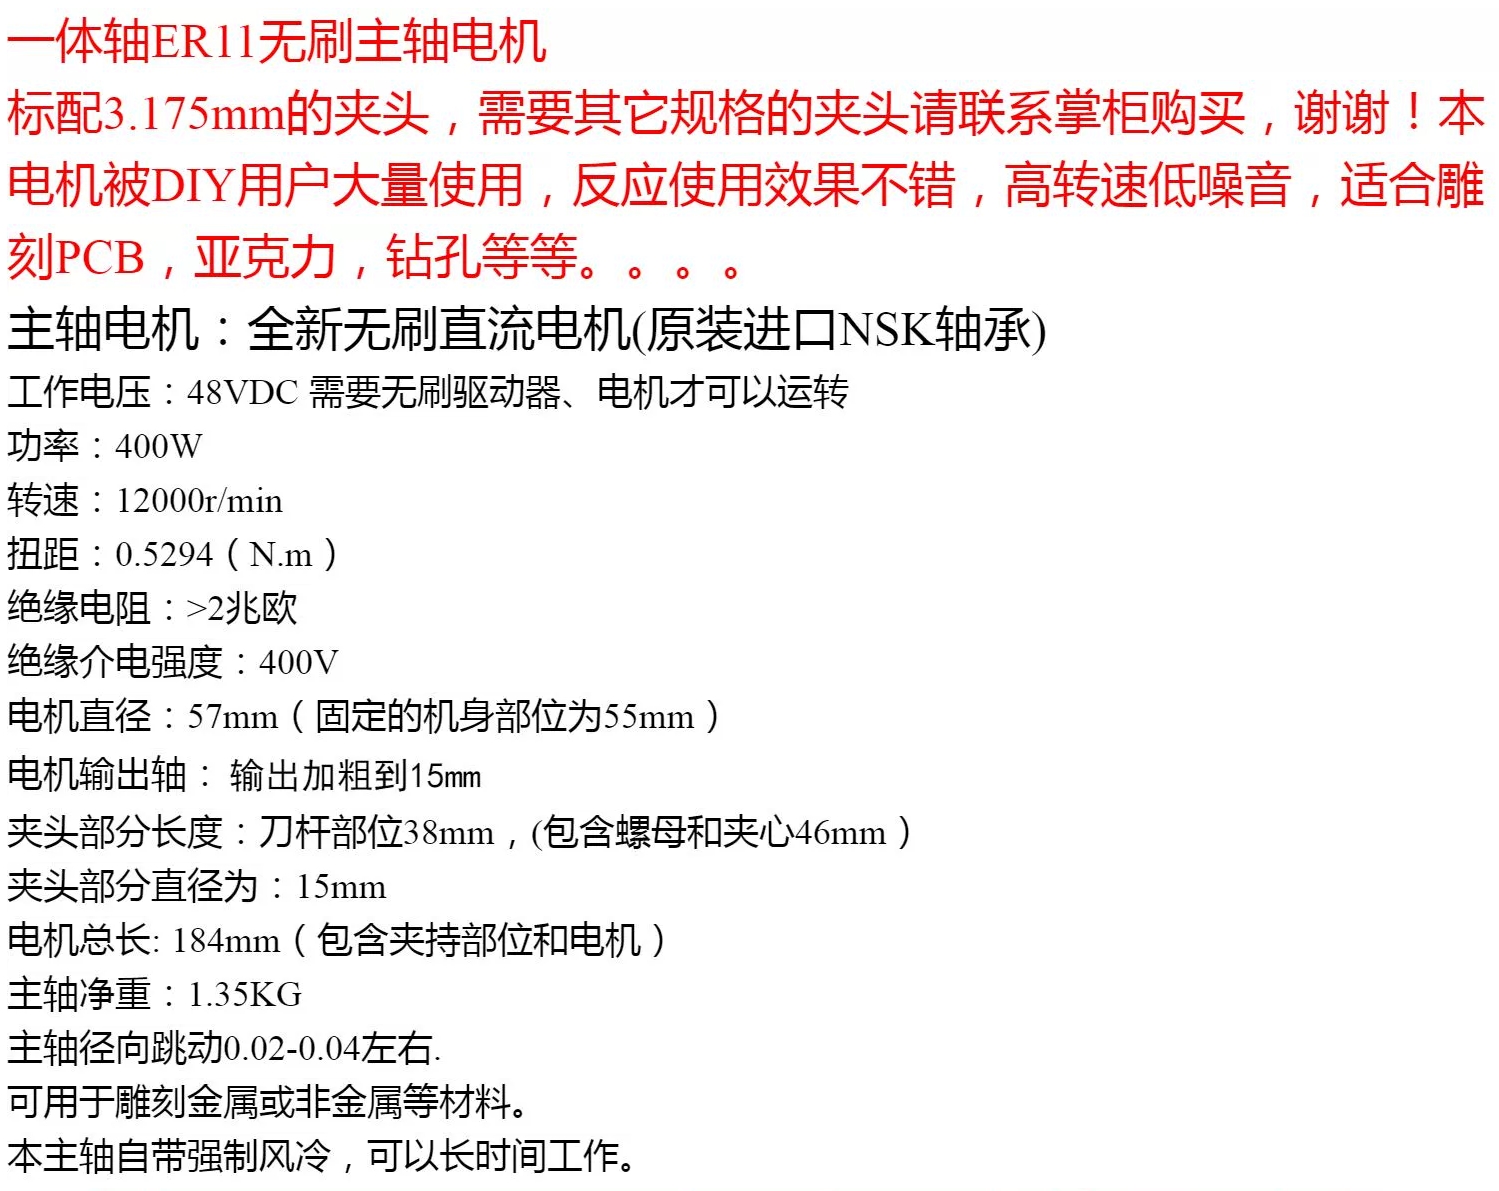 一体轴ER11无刷主轴电机
标配3.175mm的夹头，需要其它规格的夹头请联系掌柜购买，谢谢！本
电机被DIY用户大量使用，反应使用效果不错，高转速低噪音，适合雕
刻PCB，亚克力，钻孔等等。。。。
主轴电机：全新无刷直流电机(原装进口NSK轴承)
工作电压：48VDC 需要无刷驱动器、电机才可以运转
功率：400W
转速：12000r/min
扭距：0.5294（N.m）
绝缘电阻：>2兆欧
绝缘介电强度：400V
电机直径：57mm（固定的机身部位为55mm）
电机输出轴： 输出加粗到15mm
夹头部分长度：刀杆部位38mm，(包含螺母和夹心46mm）
夹头部分直径为：15mm
电机总长: 184mm（包含夹持部位和电机）
主轴净重：1.35KG
主轴径向跳动0.02-0.04左右.
可用于雕刻金属或非金属等材料。
本主轴自带强制风冷，可以长时间工作。